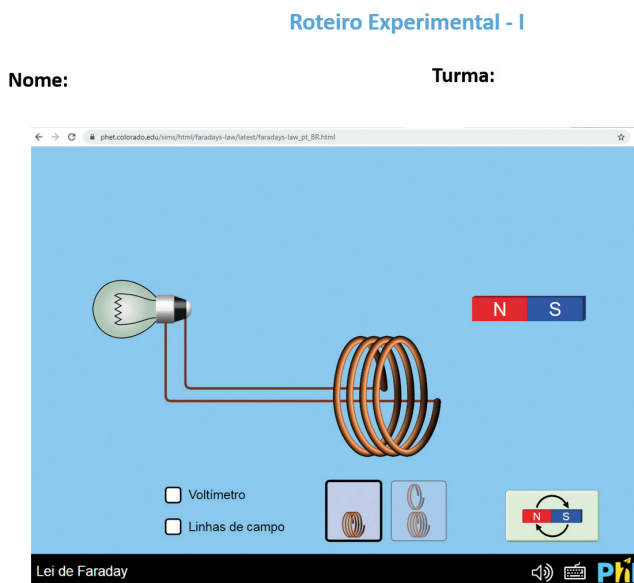 Roteiro Experimental - I
Nome:
Turma:
phet.colorado.edu/sims/html/faradays-law/latest/faradays-law_pt_BR.html
N S
Voltímetro
Linhas de campo
N S
Lei de Faraday